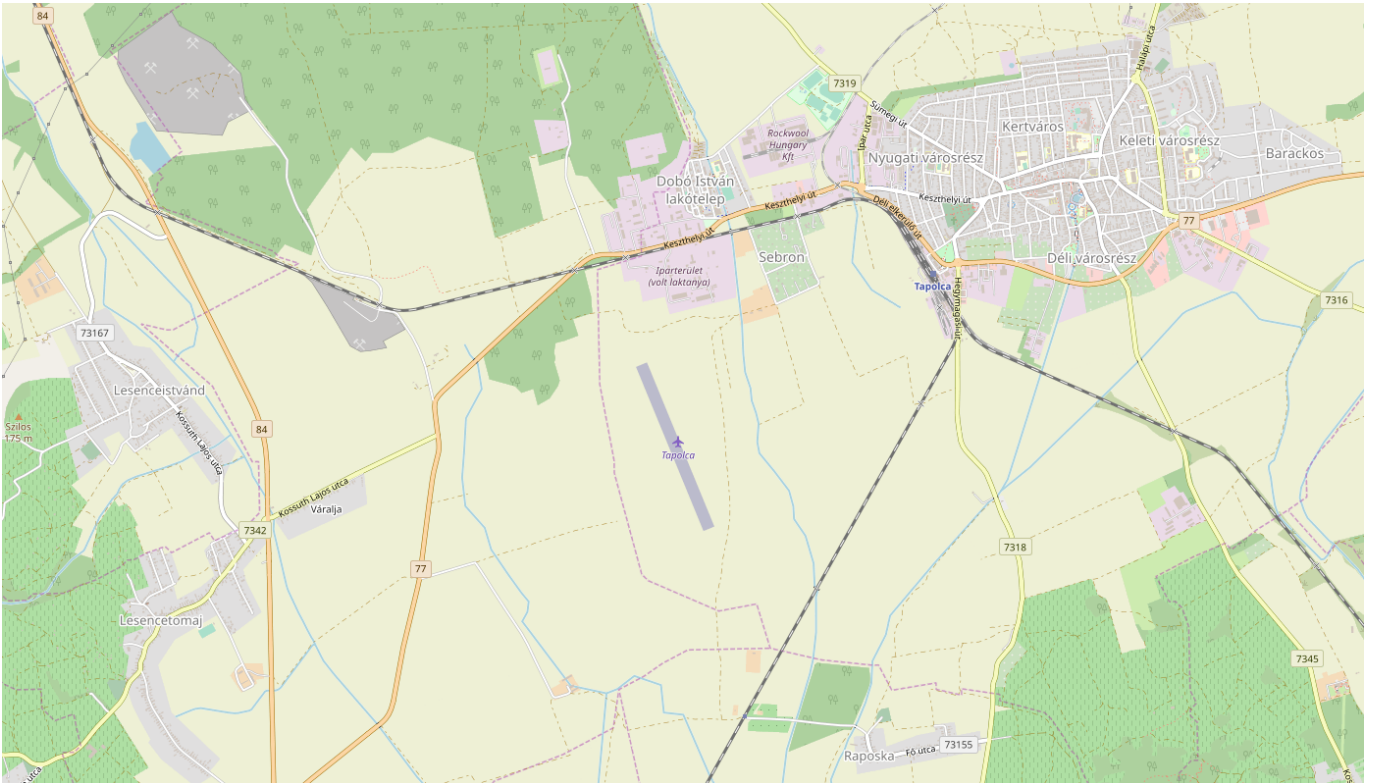 84
7319
Halápi utca
Sümegi út
Ipar utca
Kertváros
Rockwool
Hungary
Kft
Nyugati városrész
Keleti városrész
Barackos
Dobó István
lakótelep
Keszthelyi út
Keszthelyi út
Déli elkerülő út
77
Keszthelyi út
Sebron
Déli városrész
Iparterület
(volt laktanya)
Tapolca
7316
Hegymagasi út
73167
Lesenceistvánd
Szilos
175 m
Kossuth Lajos utca
84
Tapolca
Kossuth Lajos utca
Váralja
7342
7318
77
Lesencetomaj
7345
Raposka
Fő utca
73155